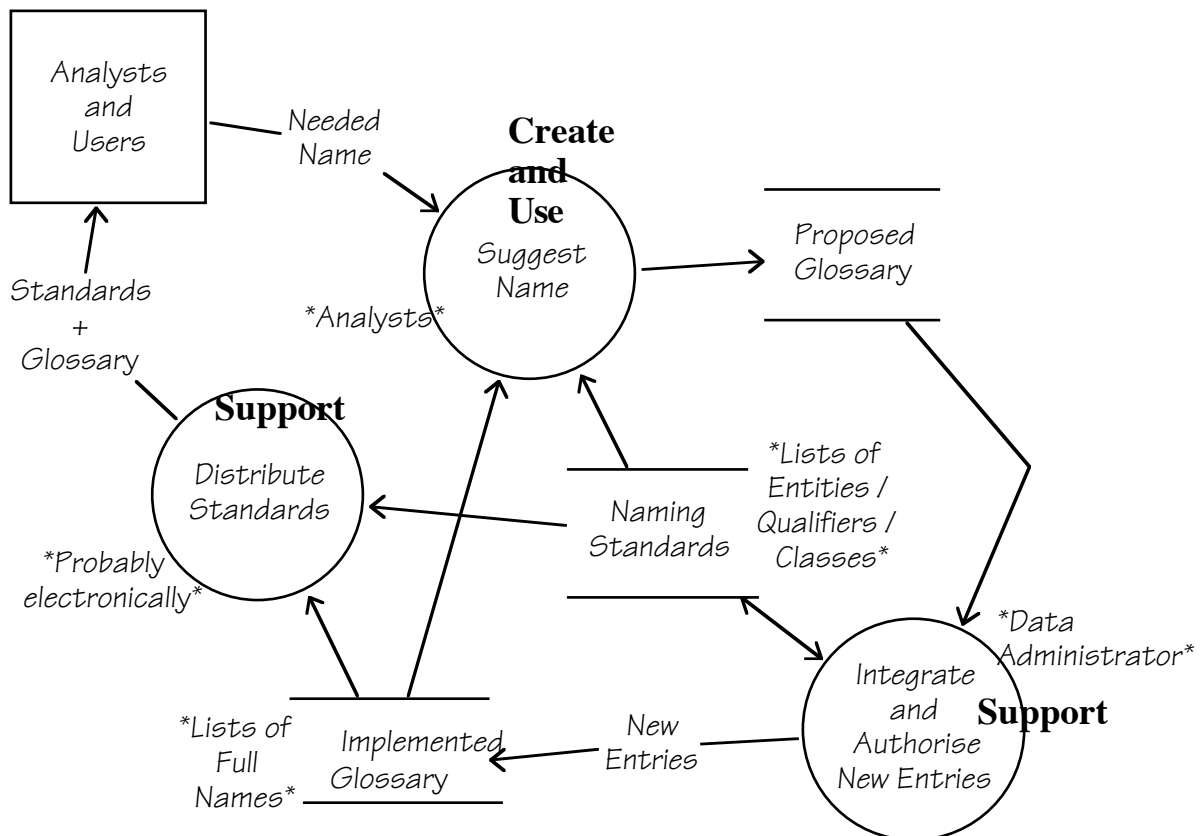 Analysts
and
Users
Needed
Name
Create
and
Use
Suggest
Name
*Analysts*
Proposed
Glossary
Standards
+
Glossary
Support
Distribute
Standards
*Probably
electronically*
Naming
Standards
*Lists of
Entities /
Qualifiers /
Classes*
*Data
Administrator*
Integrate
and
Authorise
New Entries
Support
New
Entries
Implemented
Glossary
*Lists of
Full
Names*